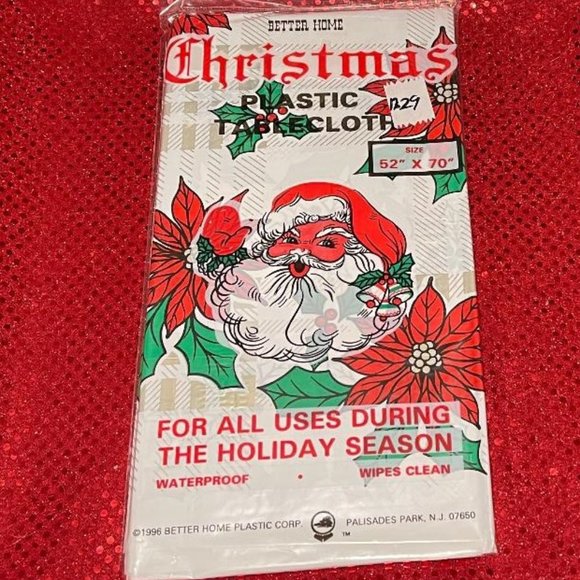 BETTER HOME
Christmas
PLASTIC
TABLECLOTH
SIZE
52" X 70"
FOR ALL USES DURING
THE HOLIDAY SEASON
WATERPROOF • WIPES CLEAN
©1996 BETTER HOME PLASTIC CORP. ™ PALISADES PARK, N.J. 07650